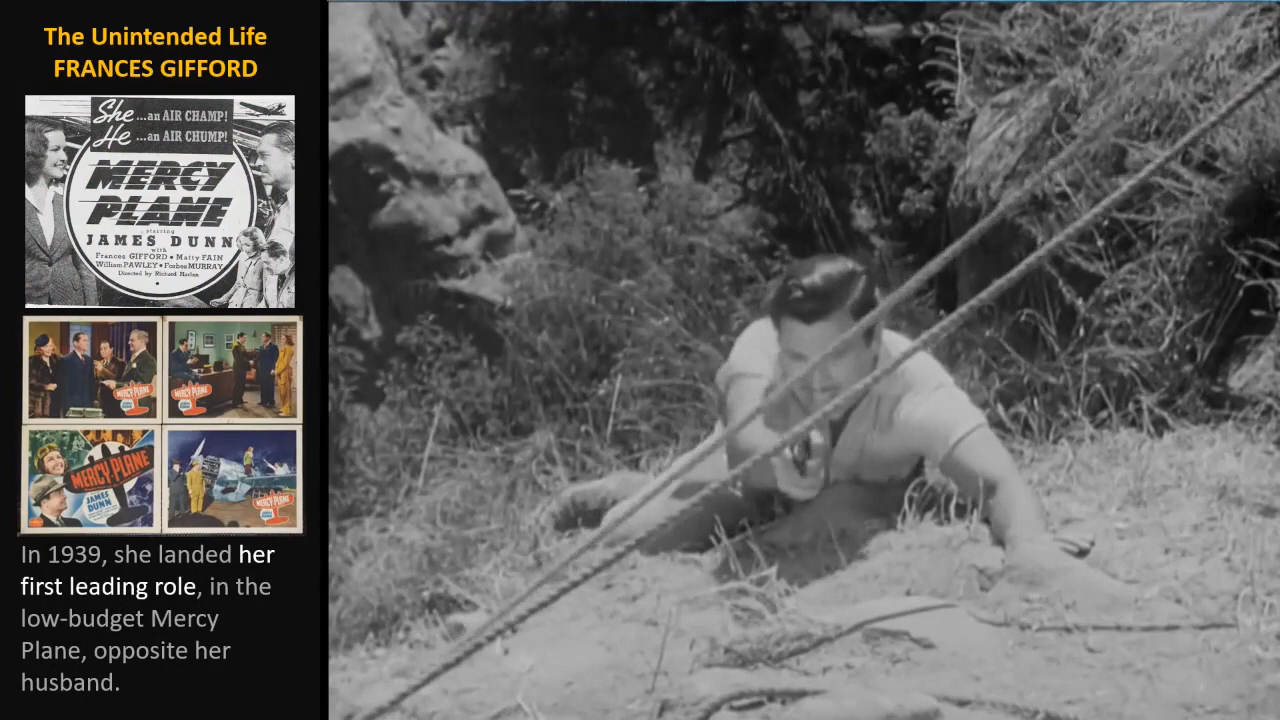 The Unintended Life
FRANCES GIFFORD
She...an AIR CHAMP!
He...an AIR CHUMP!
MERCY
PLANE
starring
JAMES DUNN
with
Frances GIFFORD • Matty FAIN
William PAWLEY • Forbes MURRAY
Directed by Richard Harlan
MERCY PLANE
MERCY PLANE
MERCY PLANE
JAMES
DUNN
MERCY PLANE
In 1939, she landed her
first leading role, in the
low-budget Mercy
Plane, opposite her
husband.